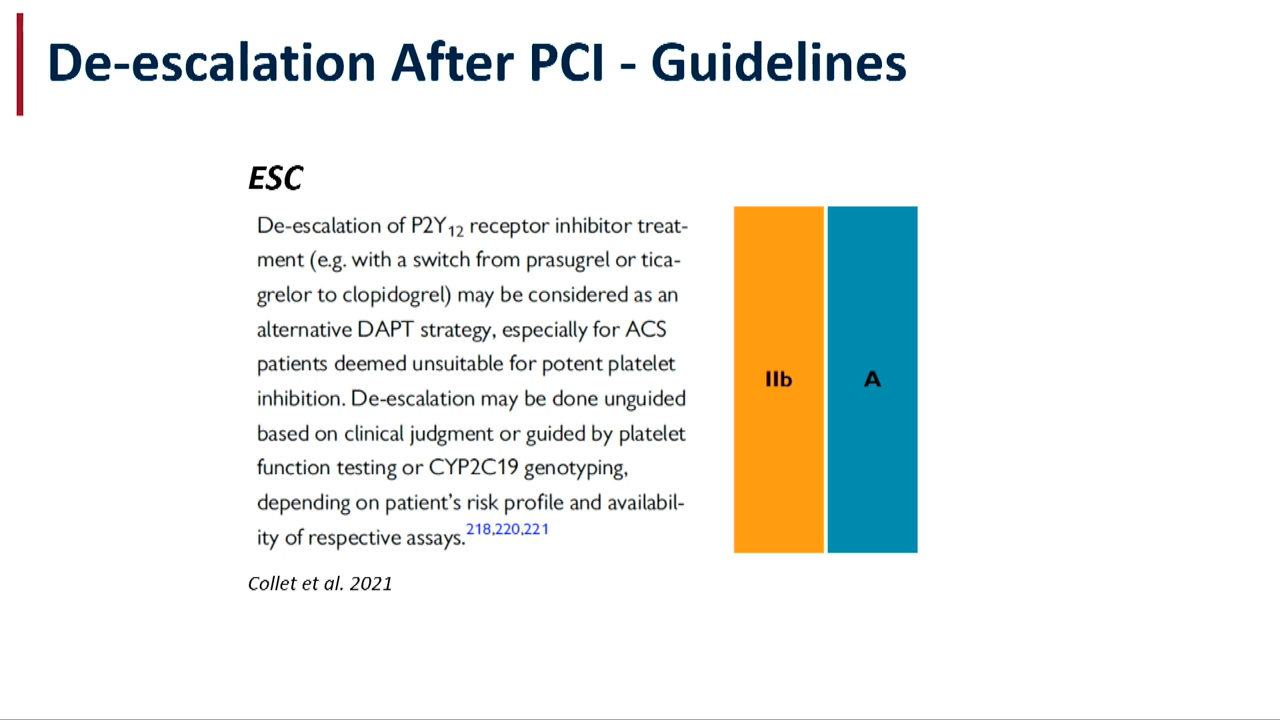 De-escalation After PCI - Guidelines
ESC
De-escalation of P2Y₁₂ receptor inhibitor treat-
ment (e.g. with a switch from prasugrel or tica-
grelor to clopidogrel) may be considered as an
alternative DAPT strategy, especially for ACS
patients deemed unsuitable for potent platelet
inhibition. De-escalation may be done unguided
based on clinical judgment or guided by platelet
function testing or CYP2C19 genotyping,
depending on patient's risk profile and availabil-
ity of respective assays.218,220,221
IIb
A
Collet et al. 2021